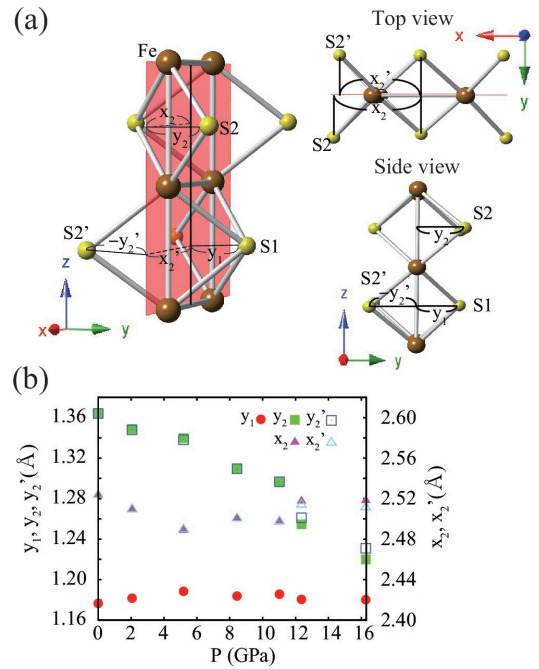 (a)
Top view
Fe
S2'
x
x₂'
x₂
y
S2
x₂
S2
y₂
Side view
S2
y₂
S2'
-y₂'
x₂'
y₁
S1
S2'
-y₂'
S1
y₁
z
x
y
z
x
y
(b)
y₁ y₂ y₂'
x₂ x₂'
y₁, y₂, y₂' (Å)
1.36
1.32
1.28
1.24
1.20
1.16
2.60
2.56
2.52
2.48
2.44
2.40
x₂, x₂' (Å)
0 2 4 6 8 10 12 14 16
P (GPa)